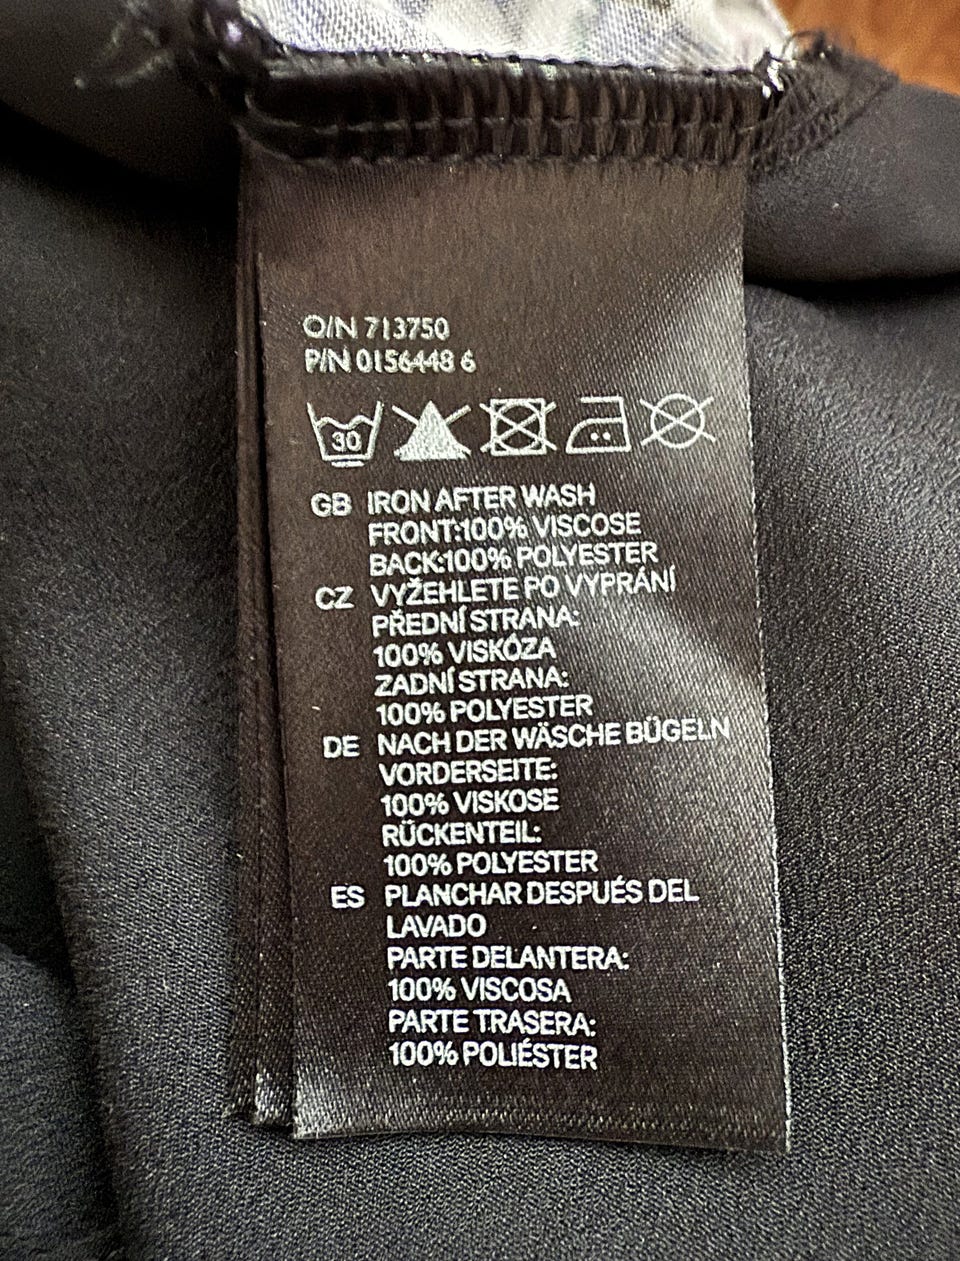 O/N 713750
P/N 0156448 6
30
GB IRON AFTER WASH
FRONT:100% VISCOSE
BACK:100% POLYESTER
CZ VYŽEHLETE PO VYPRÁNÍ
PŘEDNÍ STRANA:
100% VISKÓZA
ZADNÍ STRANA:
100% POLYESTER
DE NACH DER WÄSCHE BÜGELN
VORDERSEITE:
100% VISKOSE
RÜCKENTEIL:
100% POLYESTER
ES PLANCHAR DESPUÉS DEL
LAVADO
PARTE DELANTERA:
100% VISCOSA
PARTE TRASERA:
100% POLIÉSTER